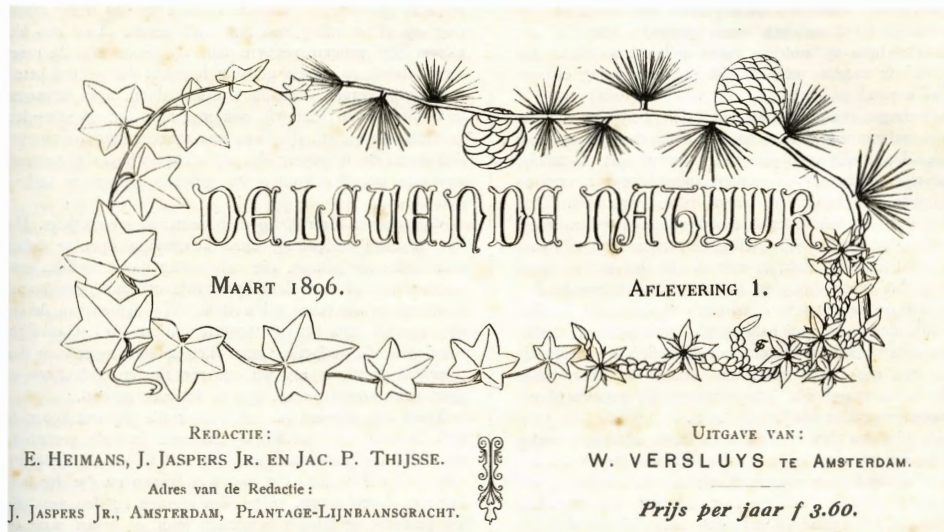 DE LEVENDE NATUUR
MAART 1896.
AFLEVERING 1.
REDACTIE:
E. HEIMANS, J. JASPERS JR. EN JAC. P. THIJSSE.
Adres van de Redactie:
J. JASPERS JR., AMSTERDAM, PLANTAGE-LIJNBAANSGRACHT.
UITGAVE VAN:
W. VERSLUYS TE AMSTERDAM.
Prijs per jaar f 3.60.